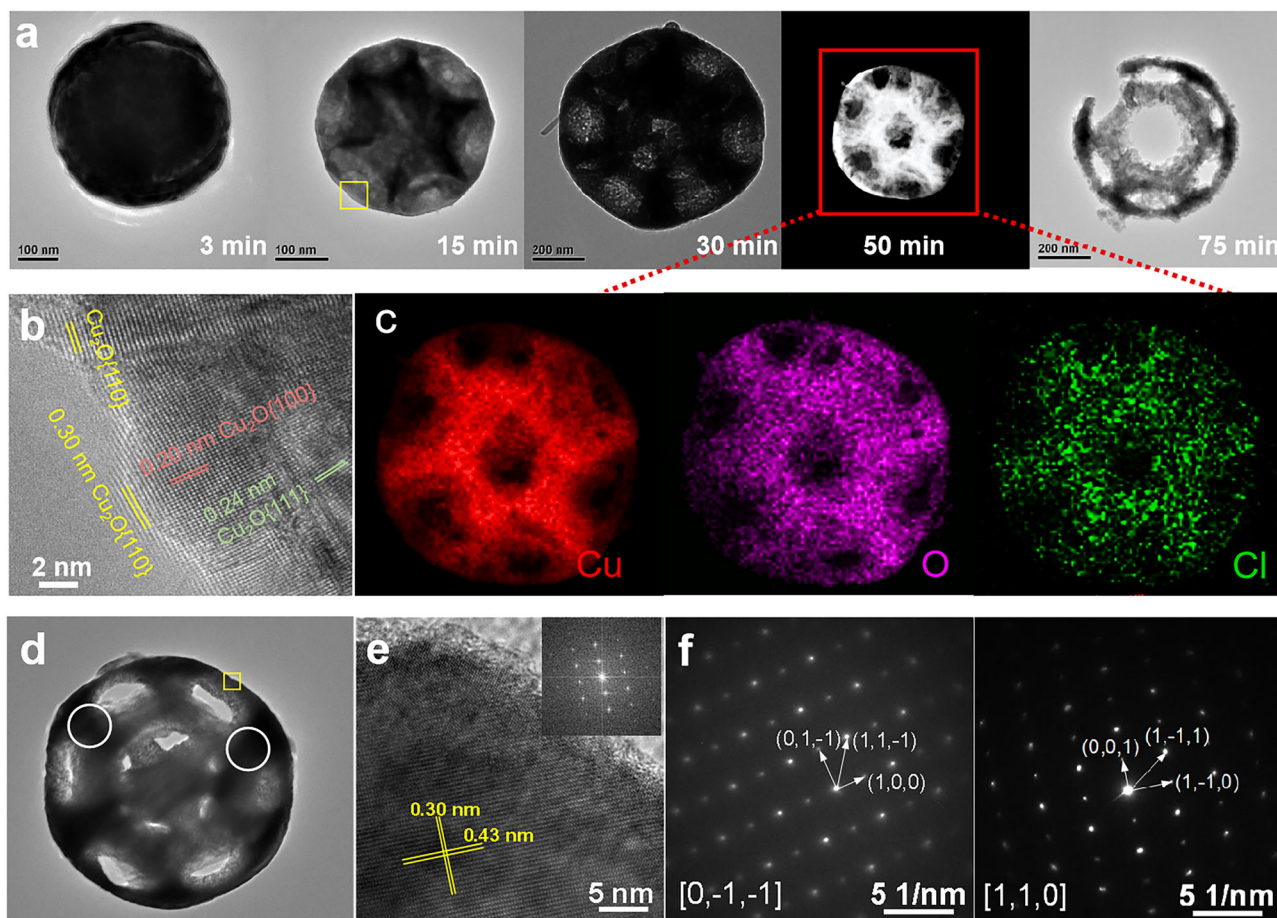 a
3 min
100 nm
15 min
100 nm
30 min
200 nm
50 min
75 min
200 nm
b
Cu₂O{110}
0.30 nm Cu₂O{110}
0.20 nm Cu₂O{100}
0.24 nm
Cu₂O{111}
2 nm
c
Cu
O
Cl
d
e
0.30 nm
0.43 nm
5 nm
f
(0,1,-1)
(1,1,-1)
(1,0,0)
[0,-1,-1]
5 1/nm
(0,0,1)
(1,-1,1)
(1,-1,0)
[1,1,0]
5 1/nm